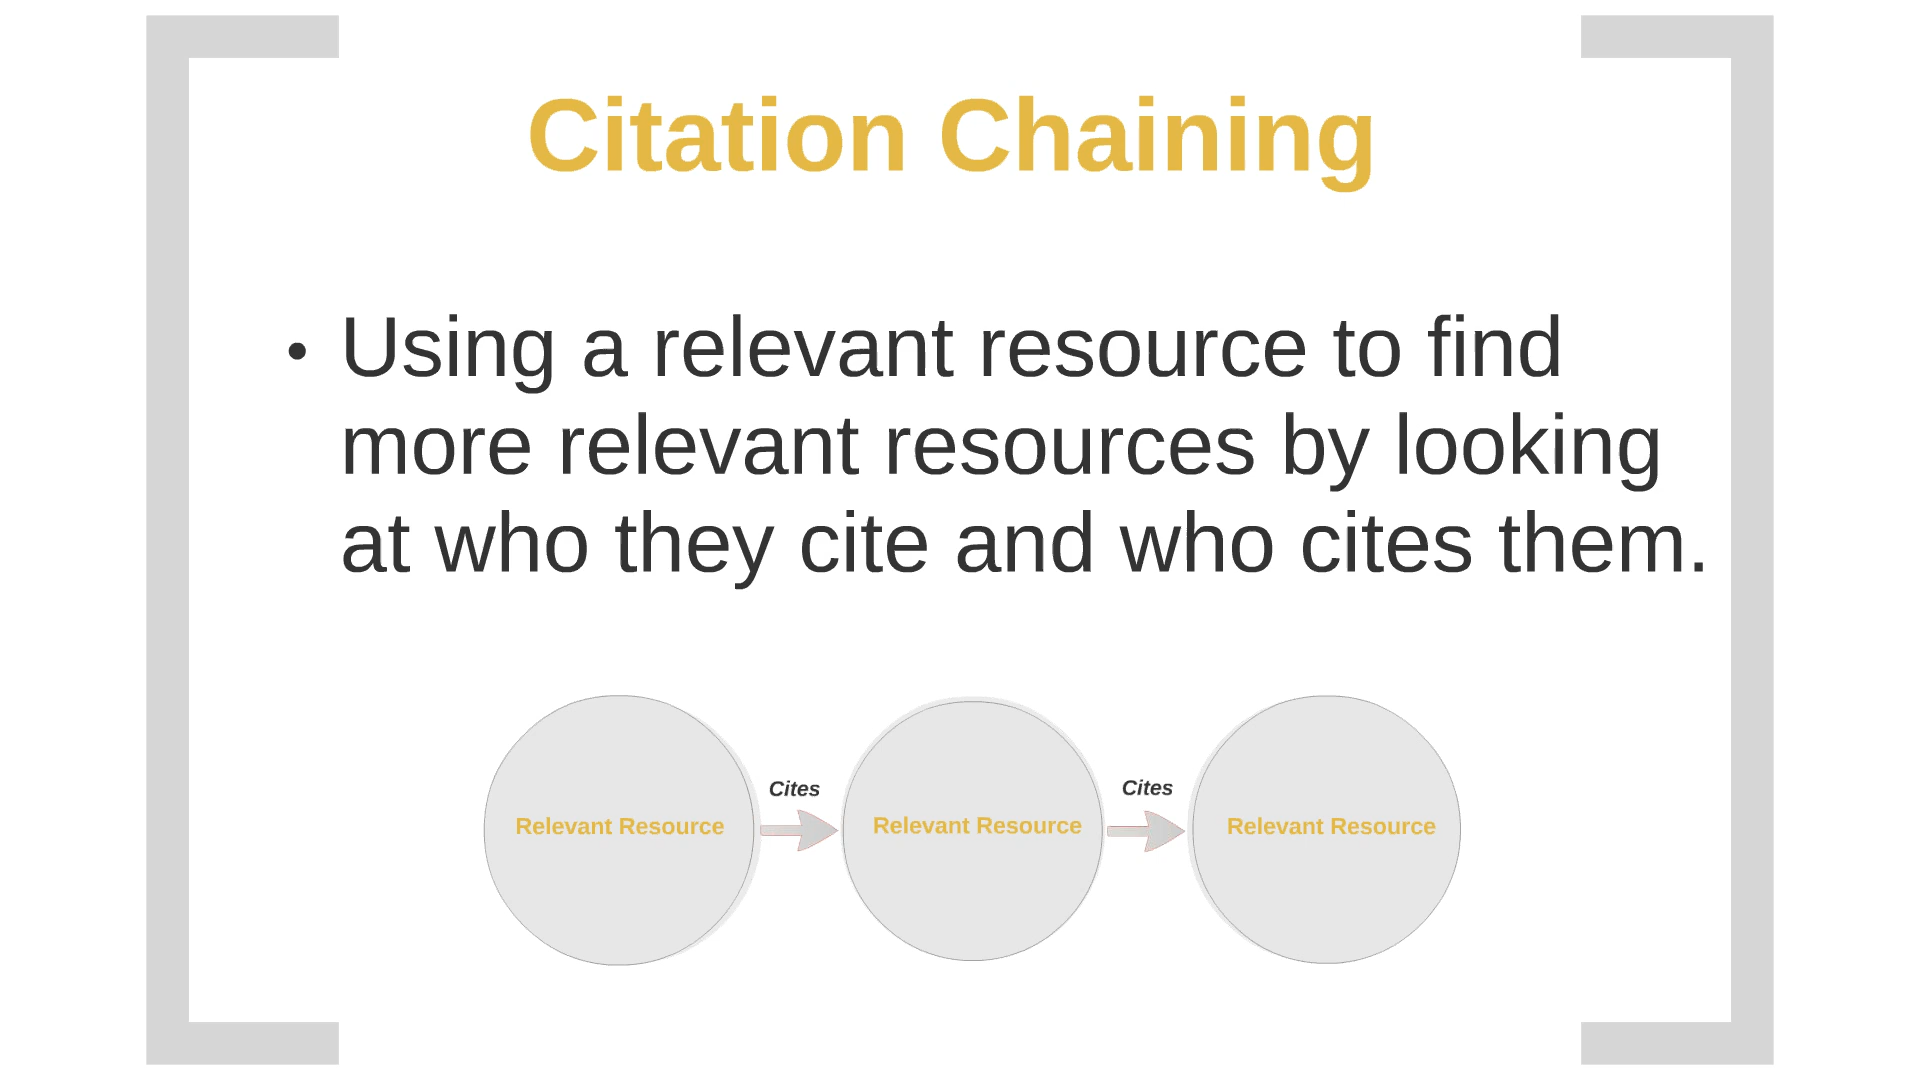 Citation Chaining
• Using a relevant resource to find
more relevant resources by looking
at who they cite and who cites them.
Cites
Cites
Relevant Resource
Relevant Resource
Relevant Resource